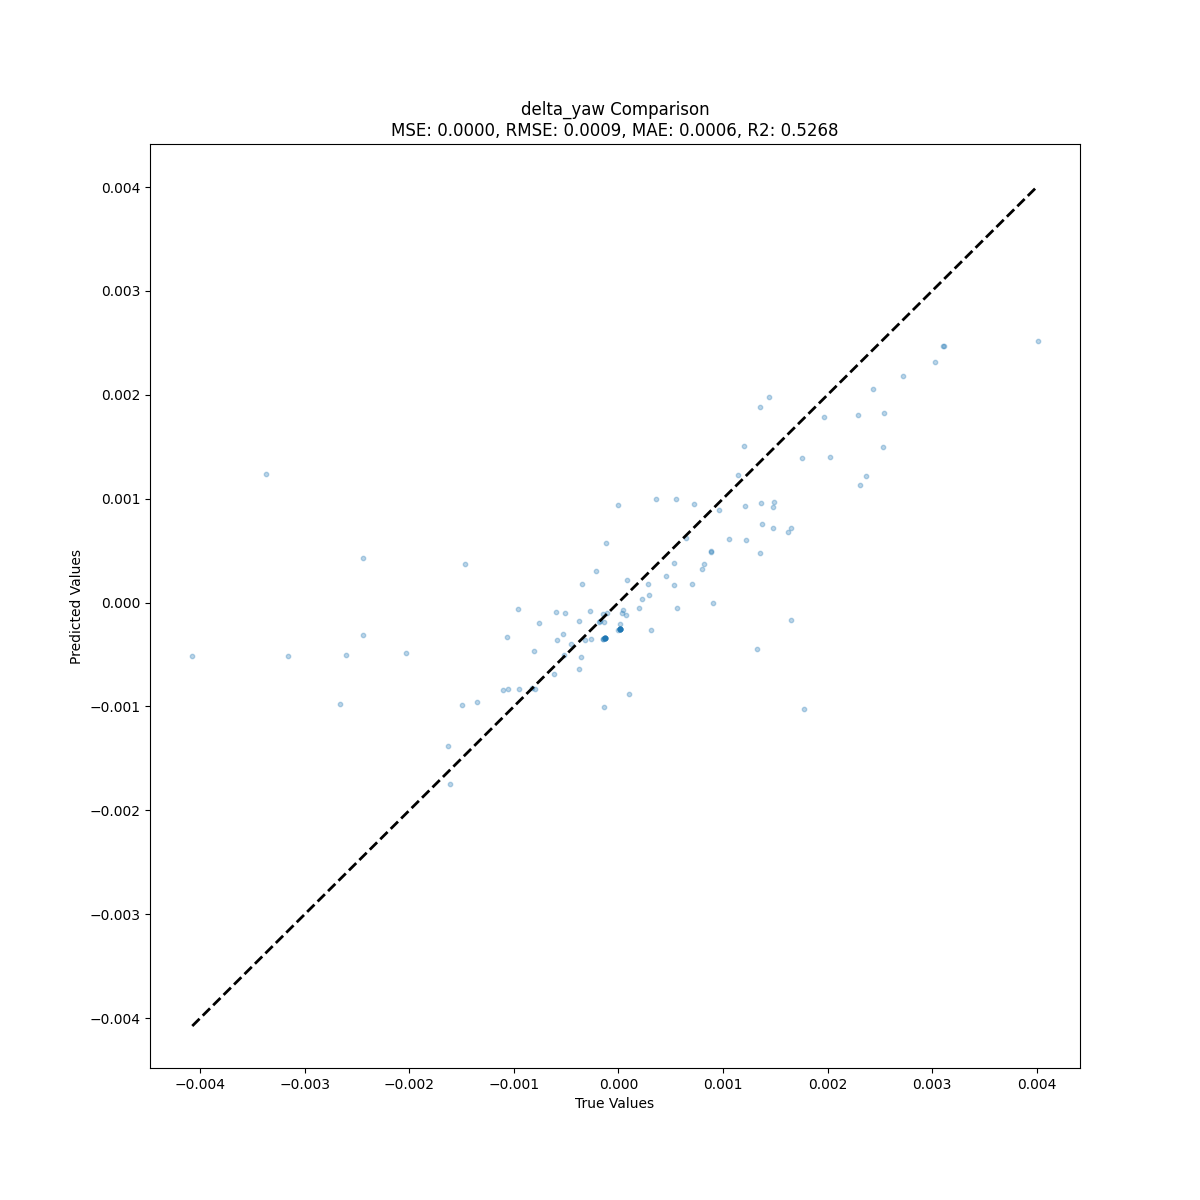 delta_yaw Comparison
MSE: 0.0000, RMSE: 0.0009, MAE: 0.0006, R2: 0.5268
0.004
0.003
0.002
0.001
0.000
−0.001
−0.002
−0.003
−0.004
Predicted Values
−0.004 −0.003 −0.002 −0.001 0.000 0.001 0.002 0.003 0.004
True Values